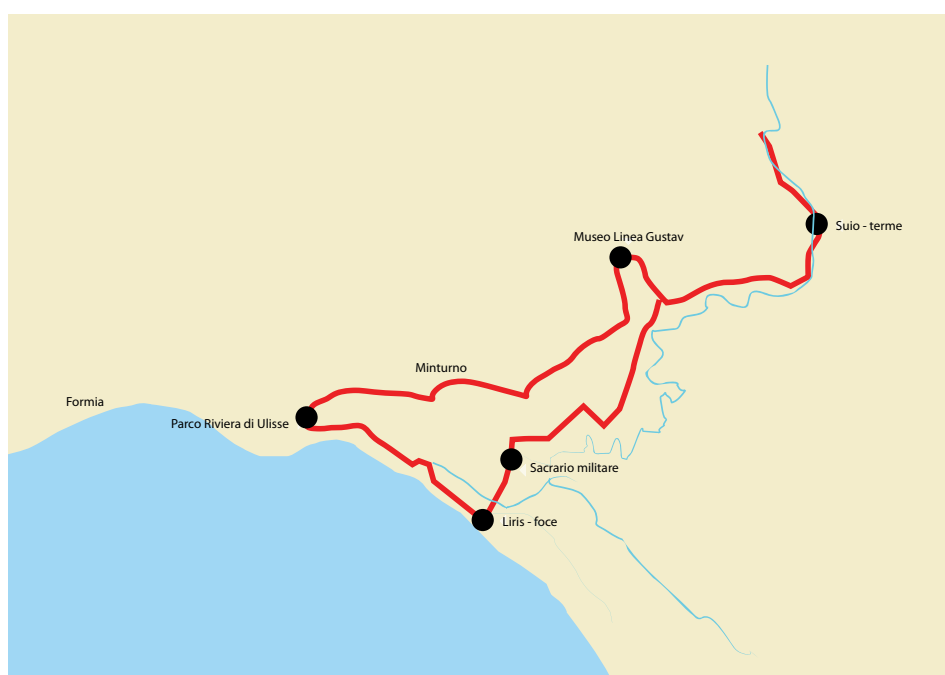 Suio - terme
Museo Linea Gustav
Minturno
Formia
Parco Riviera di Ulisse
Sacrario militare
Liris - foce